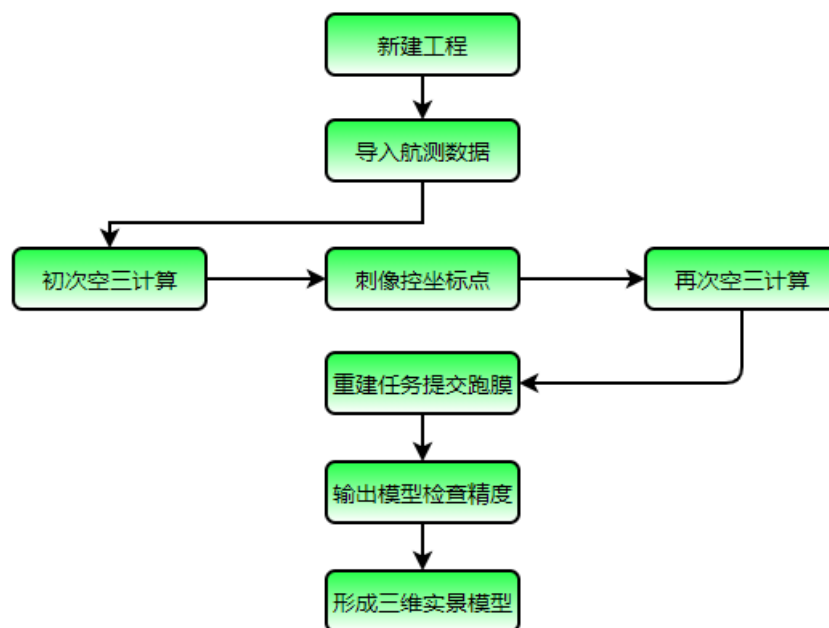 新建工程
导入航测数据
初次空三计算
刺像控坐标点
再次空三计算
重建任务提交跑膜
输出模型检查精度
形成三维实景模型